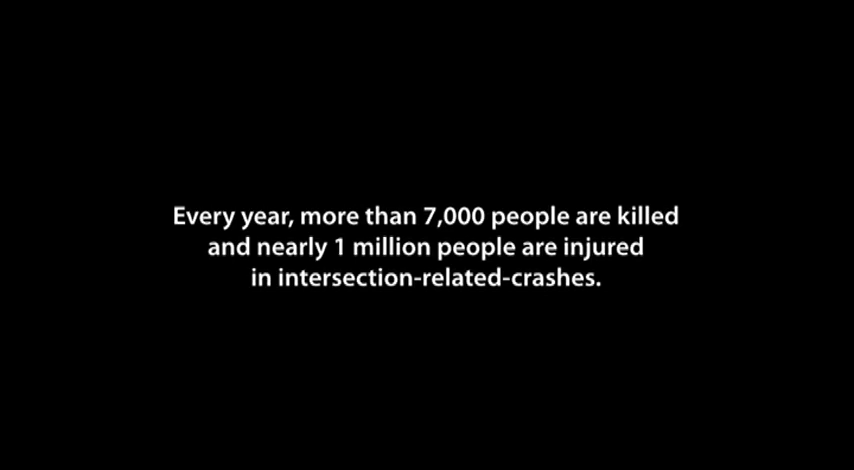 Every year, more than 7,000 people are killed
and nearly 1 million people are injured
in intersection-related-crashes.